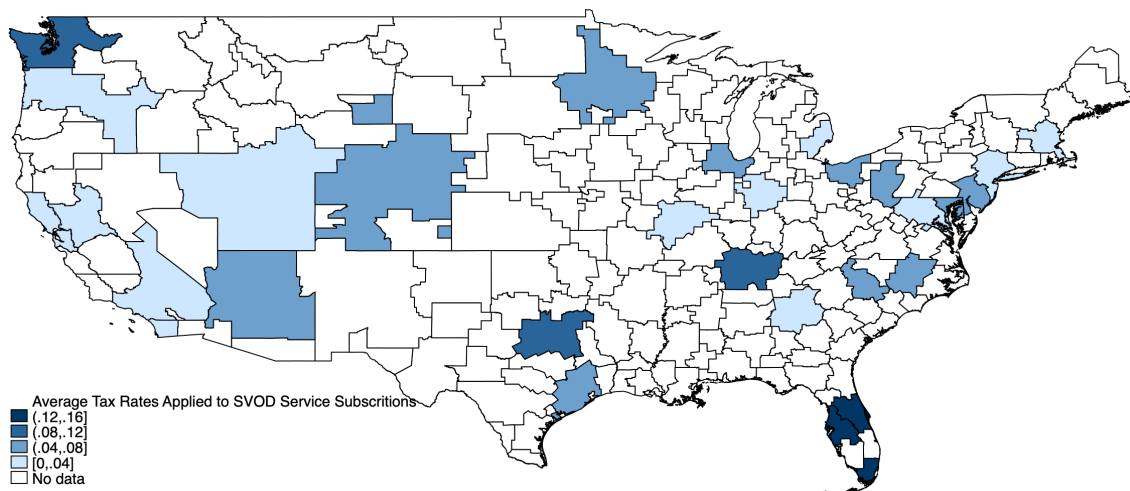 Average Tax Rates Applied to SVOD Service Subscritions
(.12,.16]
(.08,.12]
(.04,.08]
[0,.04]
No data